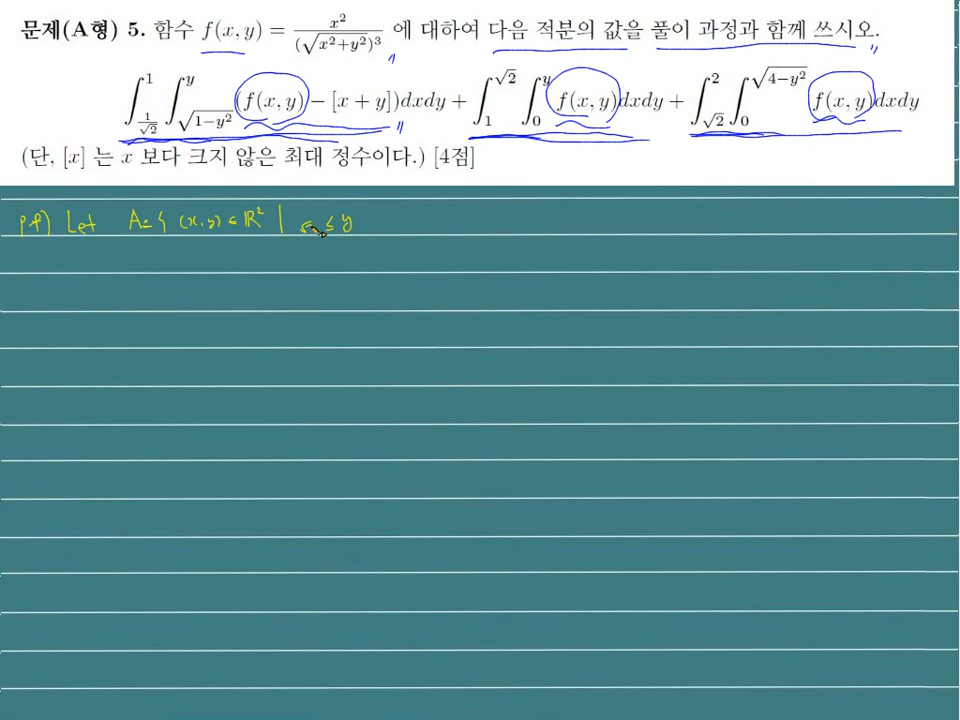 문제(A형) 5. 함수 f(x, y) = x²/(√(x²+y²))³ 에 대하여 다음 적분의 값을 풀이 과정과 함께 쓰시오.
∫_{1/√2}^{1} ∫_{√(1−y²)}^{y} (f(x, y) − [x + y])dxdy + ∫_{1}^{√2} ∫_{0}^{y} f(x, y)dxdy + ∫_{√2}^{2} ∫_{0}^{√(4−y²)} f(x, y)dxdy
(단, [x] 는 x 보다 크지 않은 최대 정수이다.) [4점]
pf) Let A = { (x, y) ∈ ℝ² | ≤ y